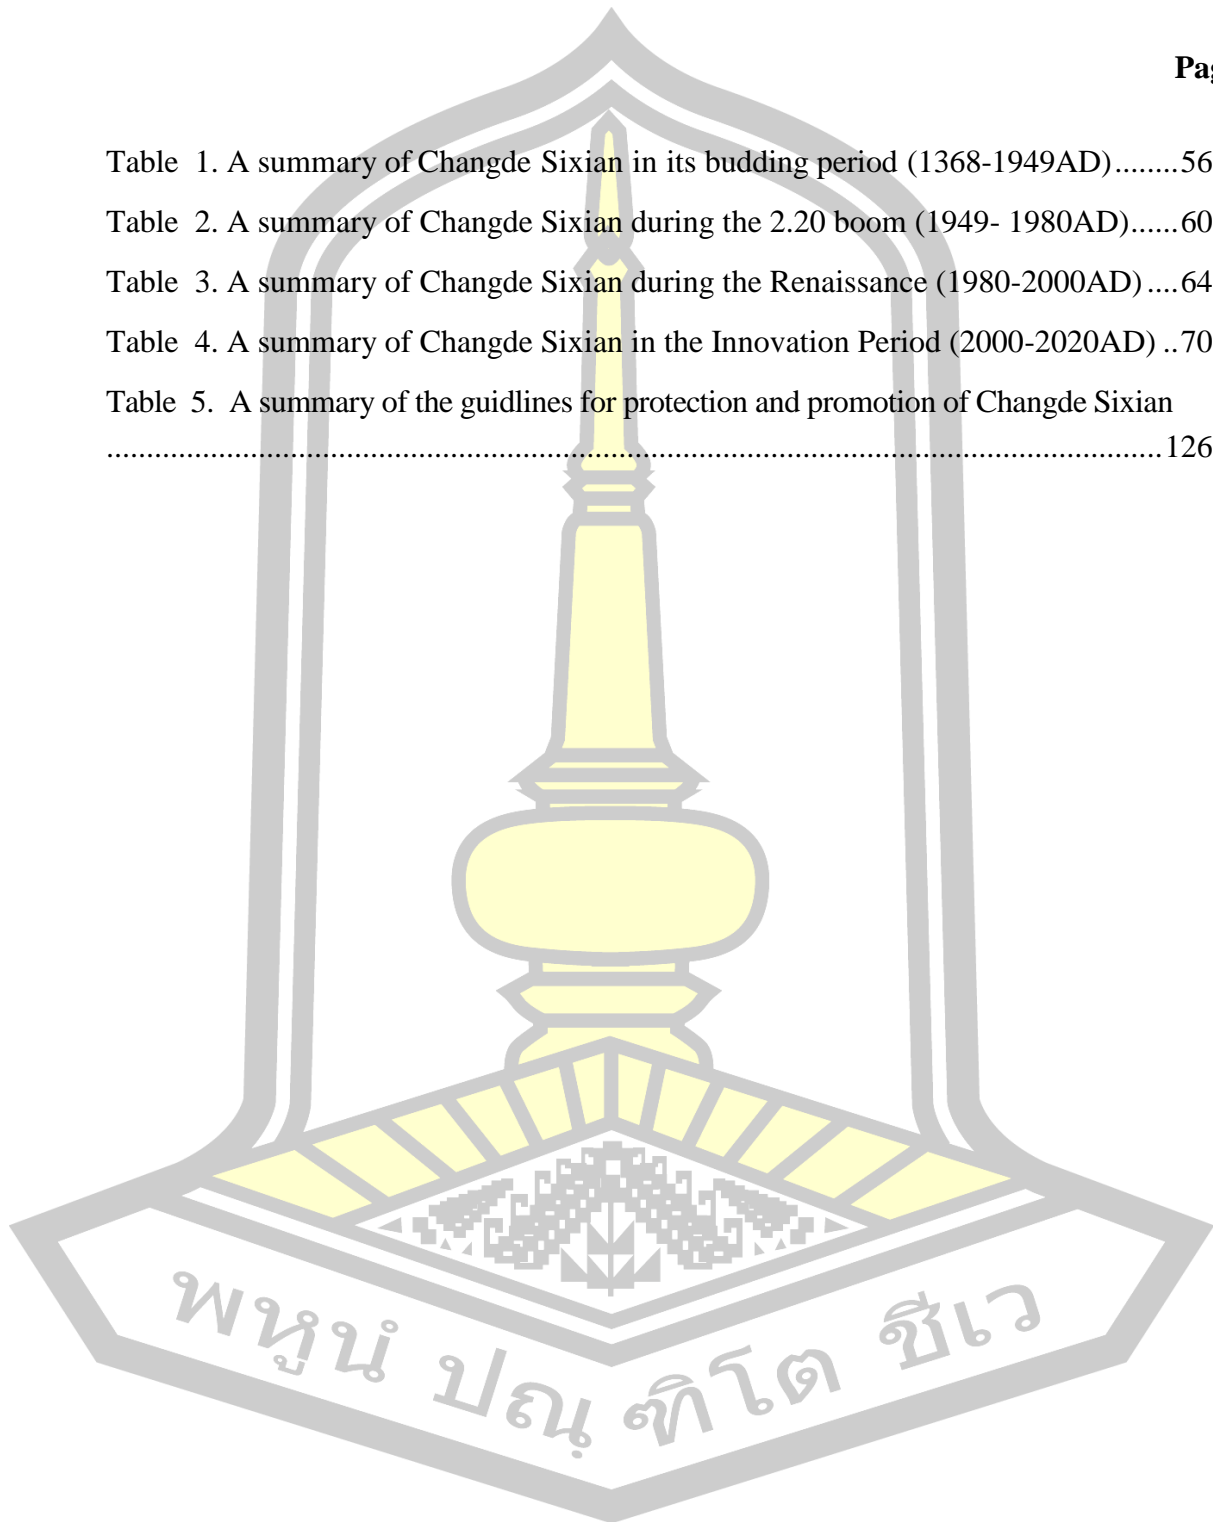 Pag
Table 1. A summary of Changde Sixian in its budding period (1368-1949AD)........56
Table 2. A summary of Changde Sixian during the 2.20 boom (1949- 1980AD)......60
Table 3. A summary of Changde Sixian during the Renaissance (1980-2000AD)....64
Table 4. A summary of Changde Sixian in the Innovation Period (2000-2020AD)..70
Table 5. A summary of the guidlines for protection and promotion of Changde Sixian
....................................................................................................................................126
พหูนํ ปณฺ ฑิโต ชีเว